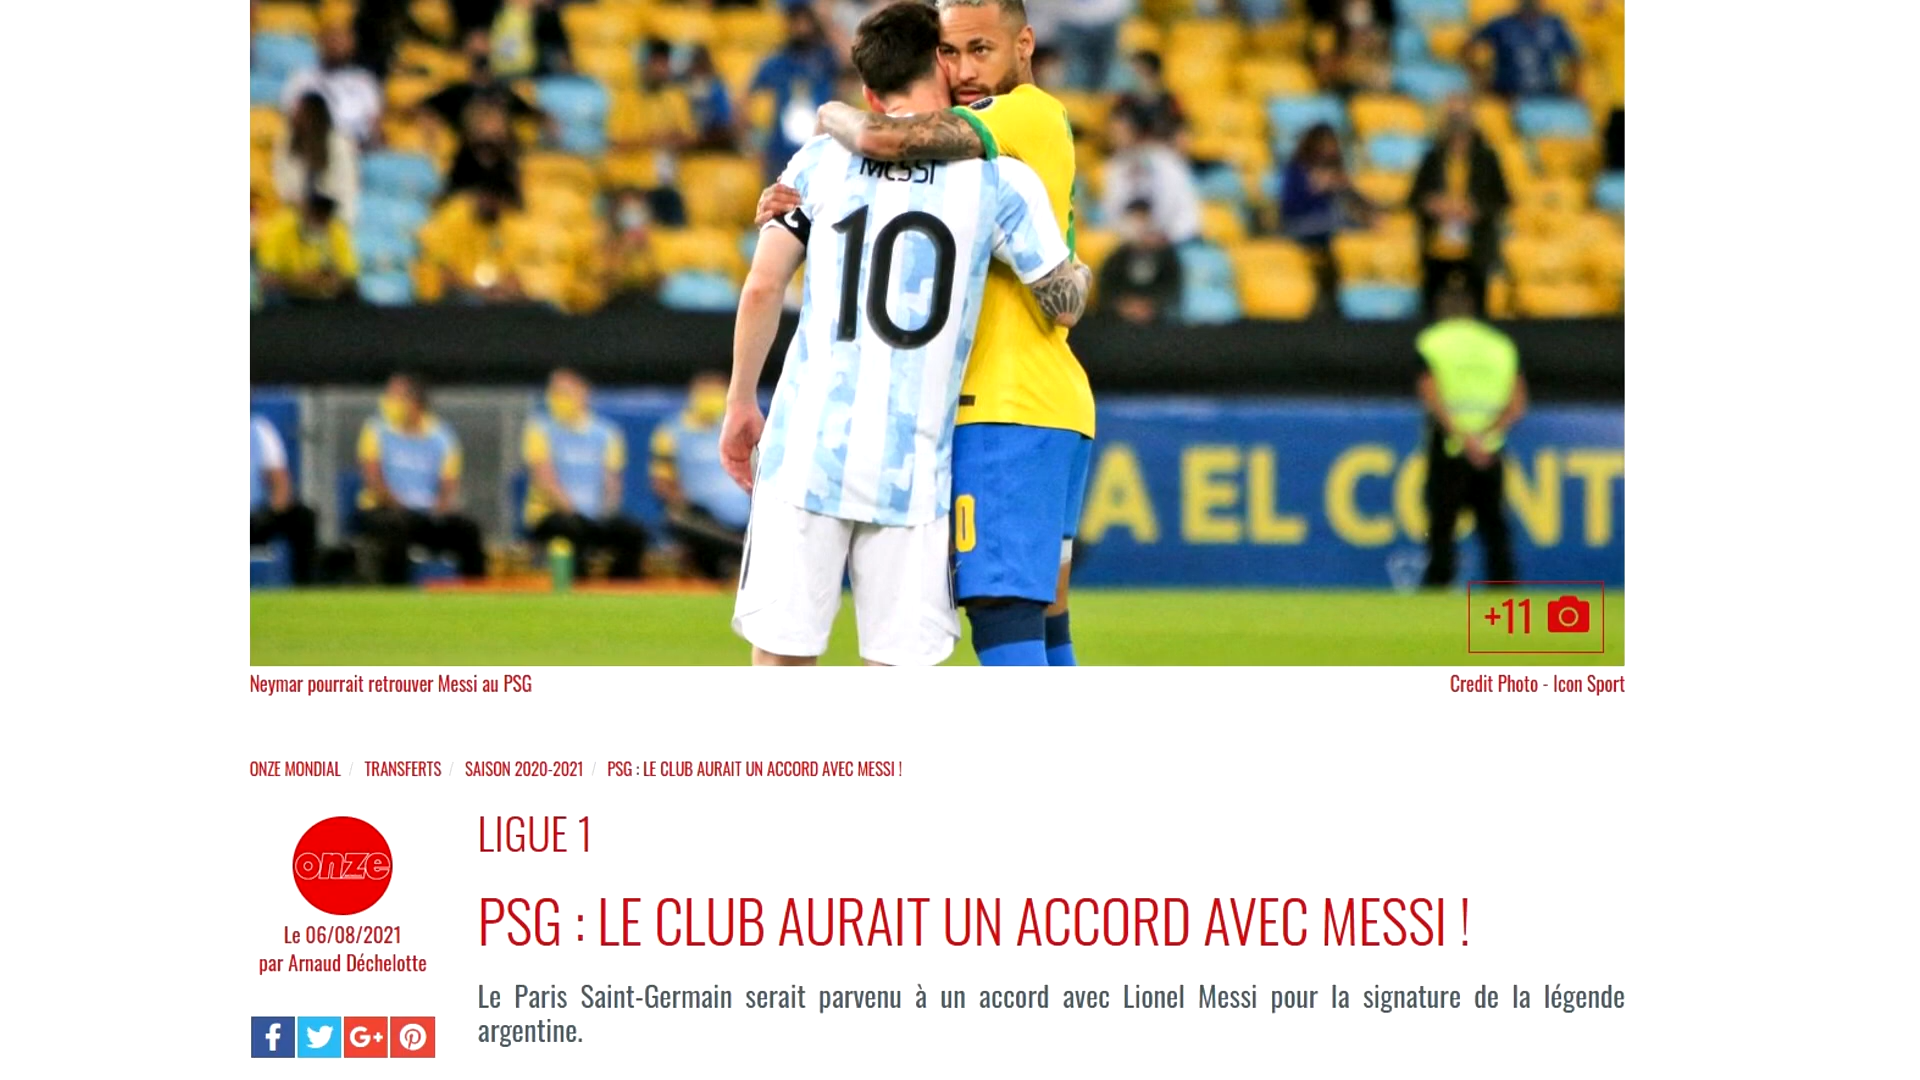 MESSI
10
0
A EL CONT
+11
Neymar pourrait retrouver Messi au PSG
Credit Photo - Icon Sport
ONZE MONDIAL / TRANSFERTS / SAISON 2020-2021 / PSG : LE CLUB AURAIT UN ACCORD AVEC MESSI !
onze
Le 06/08/2021
par Arnaud Déchelotte
LIGUE 1
PSG : LE CLUB AURAIT UN ACCORD AVEC MESSI !
Le Paris Saint-Germain serait parvenu à un accord avec Lionel Messi pour la signature de la légende
argentine.
f
G+